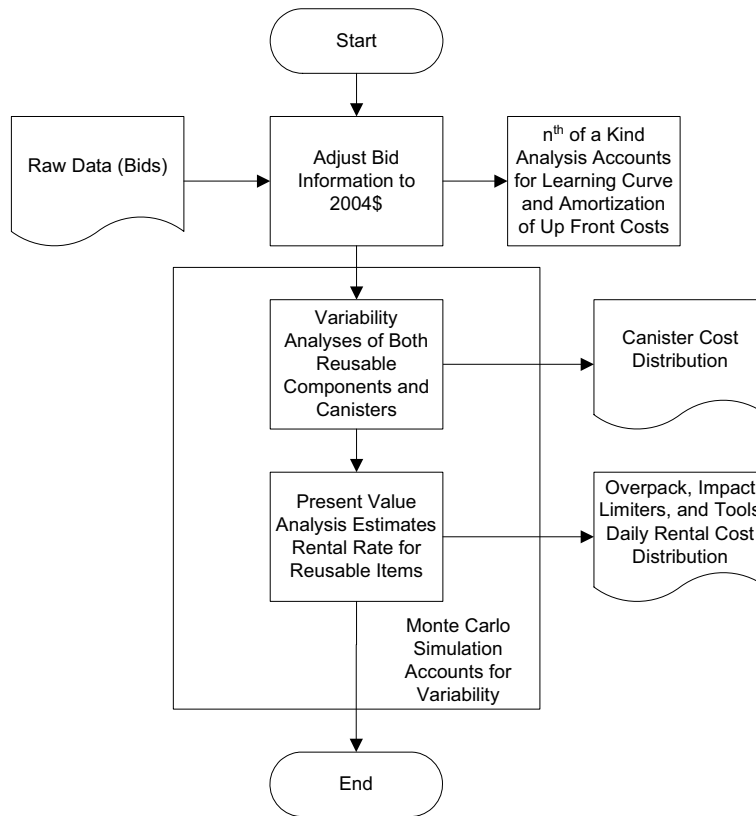 Start
Raw Data (Bids)
Adjust Bid
Information to
2004$
nth of a Kind
Analysis Accounts
for Learning Curve
and Amortization
of Up Front Costs
Variability
Analyses of Both
Reusable
Components and
Canisters
Canister Cost
Distribution
Present Value
Analysis Estimates
Rental Rate for
Reusable Items
Overpack, Impact
Limiters, and Tools
Daily Rental Cost
Distribution
Monte Carlo
Simulation
Accounts for
Variability
End